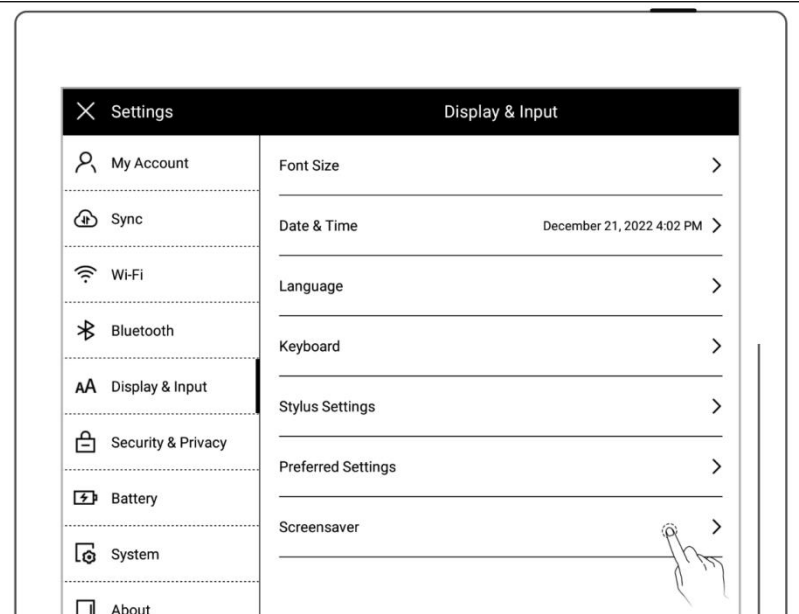 Settings
Display & Input
My Account
Sync
Wi-Fi
Bluetooth
AA Display & Input
Security & Privacy
Battery
System
About
Font Size
Date & Time December 21, 2022 4:02 PM
Language
Keyboard
Stylus Settings
Preferred Settings
Screensaver